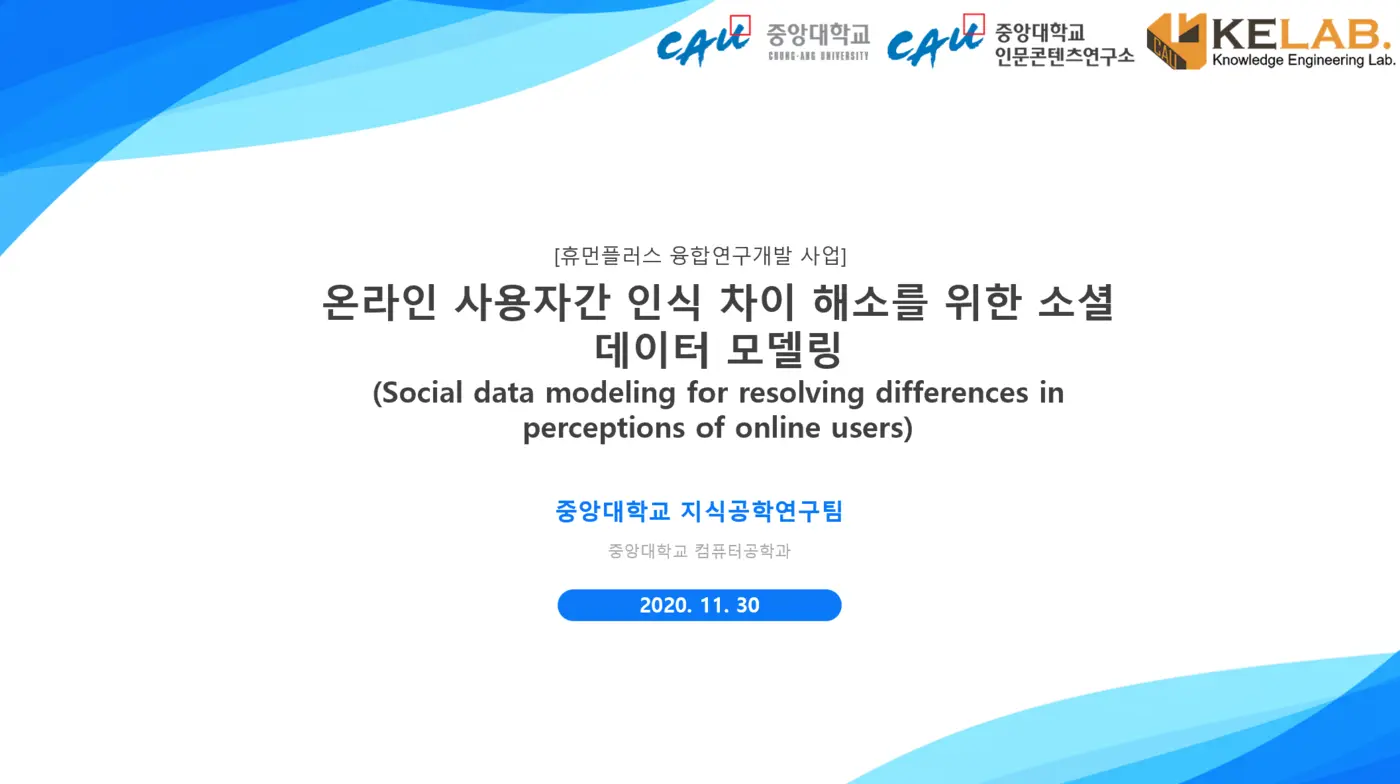 CAU 중앙대학교
CHUNG-ANG UNIVERSITY
CAU 중앙대학교
인문콘텐츠연구소
CAU KELAB.
Knowledge Engineering Lab.
[휴먼플러스 융합연구개발 사업]
온라인 사용자간 인식 차이 해소를 위한 소셜
데이터 모델링
(Social data modeling for resolving differences in
perceptions of online users)
중앙대학교 지식공학연구팀
중앙대학교 컴퓨터공학과
2020. 11. 30